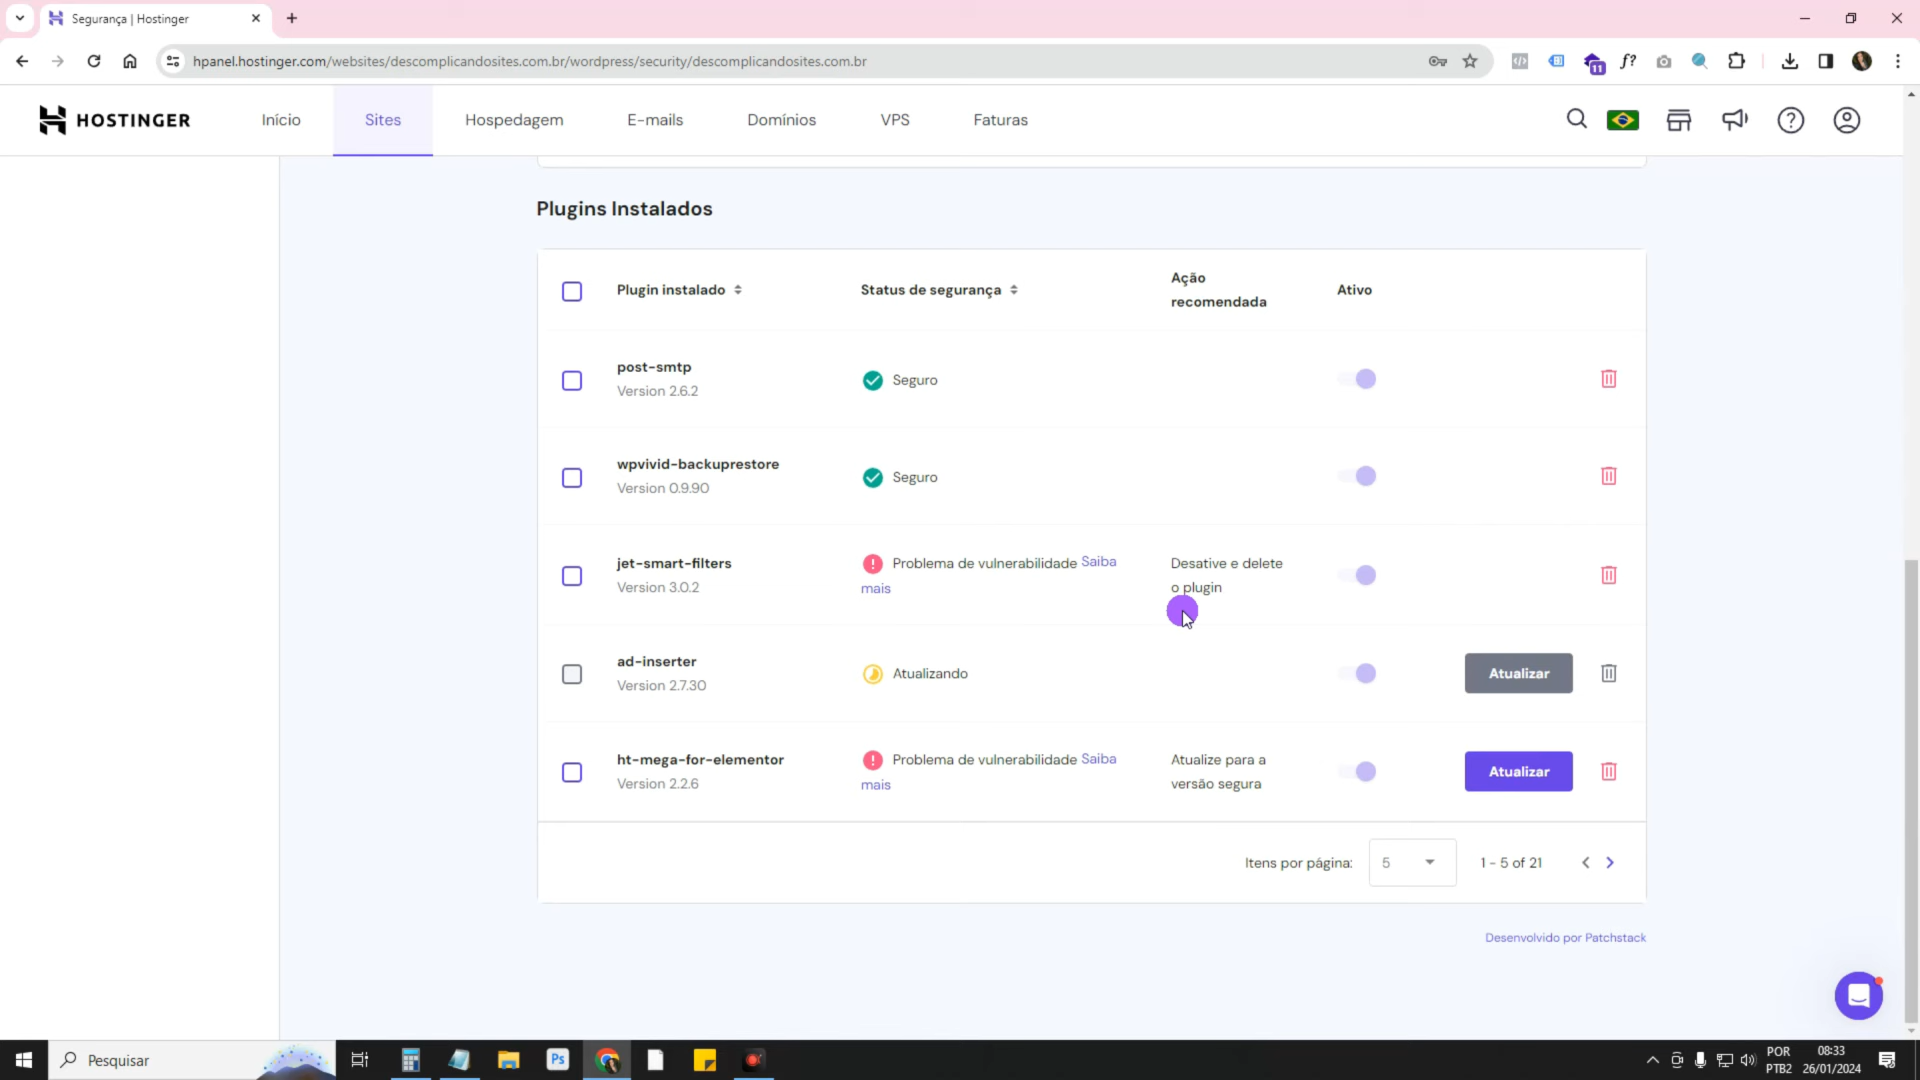 Segurança | Hostinger
hpanel.hostinger.com/websites/descomplicandosites.com.br/wordpress/security/descomplicandosites.com.br
f?
11
HOSTINGER
Início
Sites
Hospedagem
E-mails
Domínios
VPS
Faturas
Plugins Instalados
Plugin instalado
Status de segurança
Ação
recomendada
Ativo
post-smtp
Version 2.6.2
Seguro
wpvivid-backuprestore
Version 0.9.90
Seguro
jet-smart-filters
Version 3.0.2
Problema de vulnerabilidade Saiba
mais
Desative e delete
o plugin
ad-inserter
Version 2.7.30
Atualizando
Atualizar
ht-mega-for-elementor
Version 2.2.6
Problema de vulnerabilidade Saiba
mais
Atualize para a
versão segura
Atualizar
Itens por página:
5
1 - 5 of 21
Desenvolvido por Patchstack
Pesquisar
Ps
POR
PTB2
08:33
26/01/2024